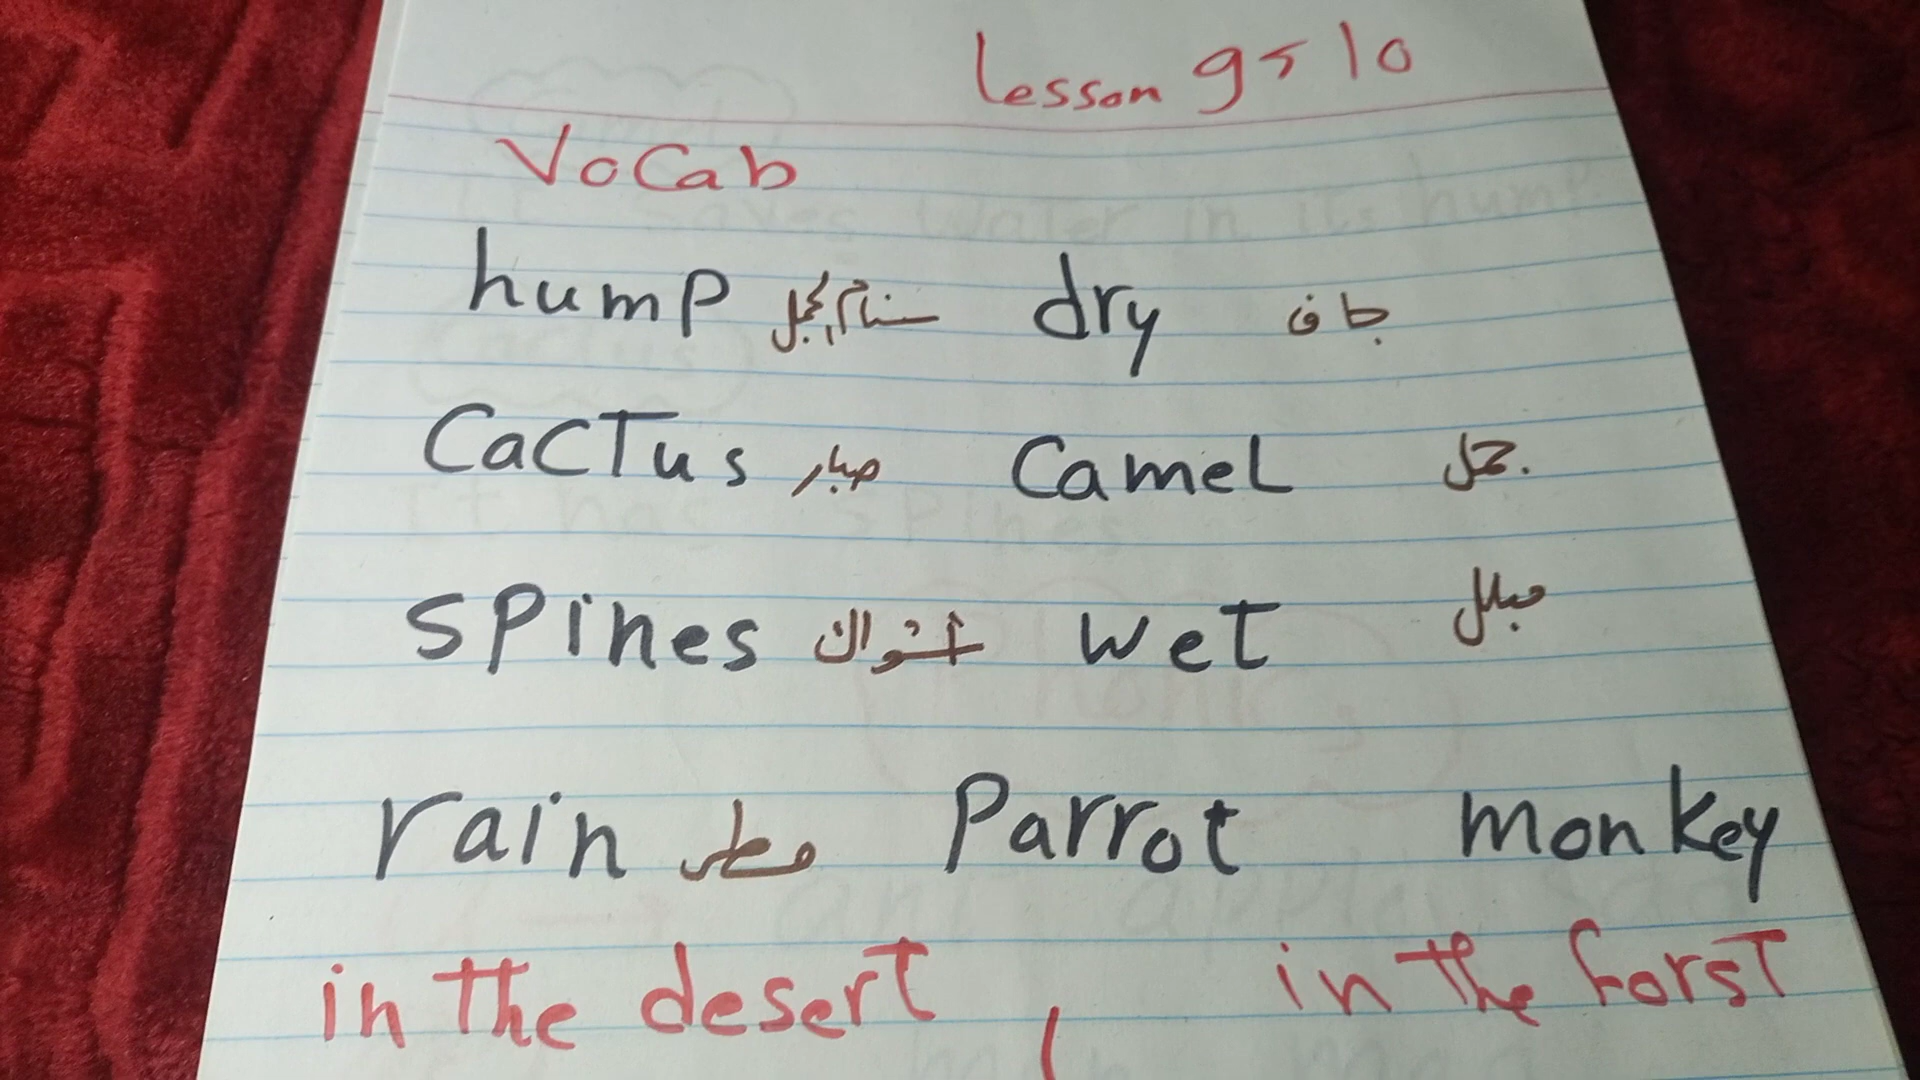 Lesson 9 5 10
Vocab
hump سنام الجمل dry جاف
Cactus صبار Camel جمل
spines أشواك wet مبلل
rain مطر Parrot monkey
in the desert , in the forst